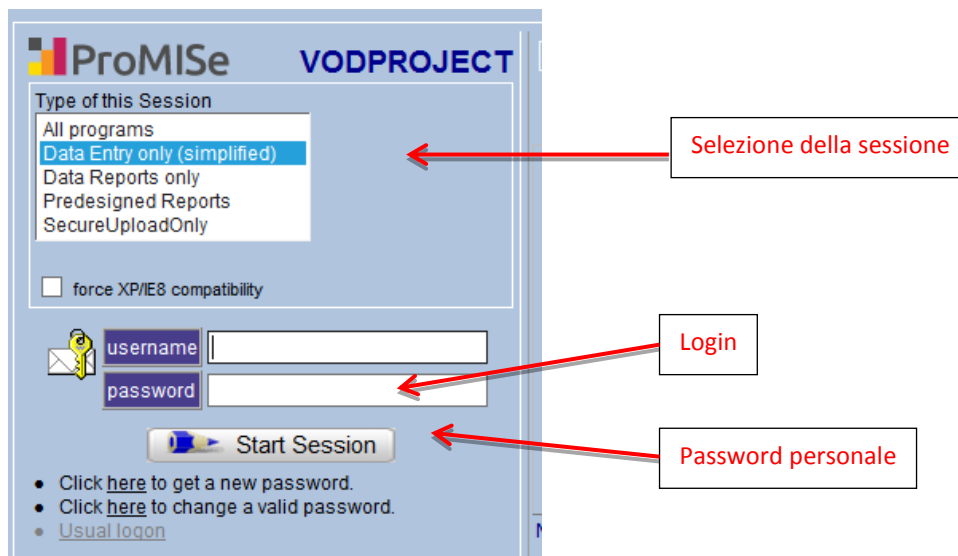 ProMISe VODPROJECT
Type of this Session
All programs
Data Entry only (simplified)
Data Reports only
Predesigned Reports
SecureUploadOnly
Selezione della sessione
force XP/IE8 compatibility
username
password
Login
Start Session
Password personale
Click here to get a new password.
Click here to change a valid password.
Usual logon